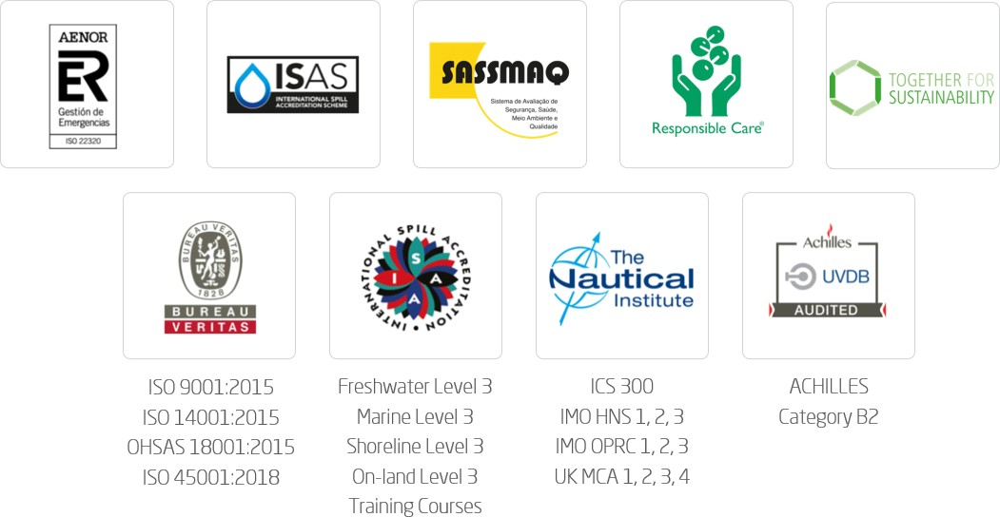 AENOR
ER
Gestión de
Emergencias
ISO 22320
ISAS
INTERNATIONAL SPILL
ACCREDITATION SCHEME
SASSMAQ
Sistema de Avaliação de
Segurança, Saúde,
Meio Ambiente e
Qualidade
Responsible Care®
TOGETHER FOR
SUSTAINABILITY
BUREAU VERITAS
1828
BUREAU
VERITAS
INTERNATIONAL SPILL ACCREDITATION
S
I A
A
The
Nautical
Institute
Achilles
UVDB
AUDITED
ISO 9001:2015
ISO 14001:2015
OHSAS 18001:2015
ISO 45001:2018
Freshwater Level 3
Marine Level 3
Shoreline Level 3
On-land Level 3
Training Courses
ICS 300
IMO HNS 1, 2, 3
IMO OPRC 1, 2, 3
UK MCA 1, 2, 3, 4
ACHILLES
Category B2